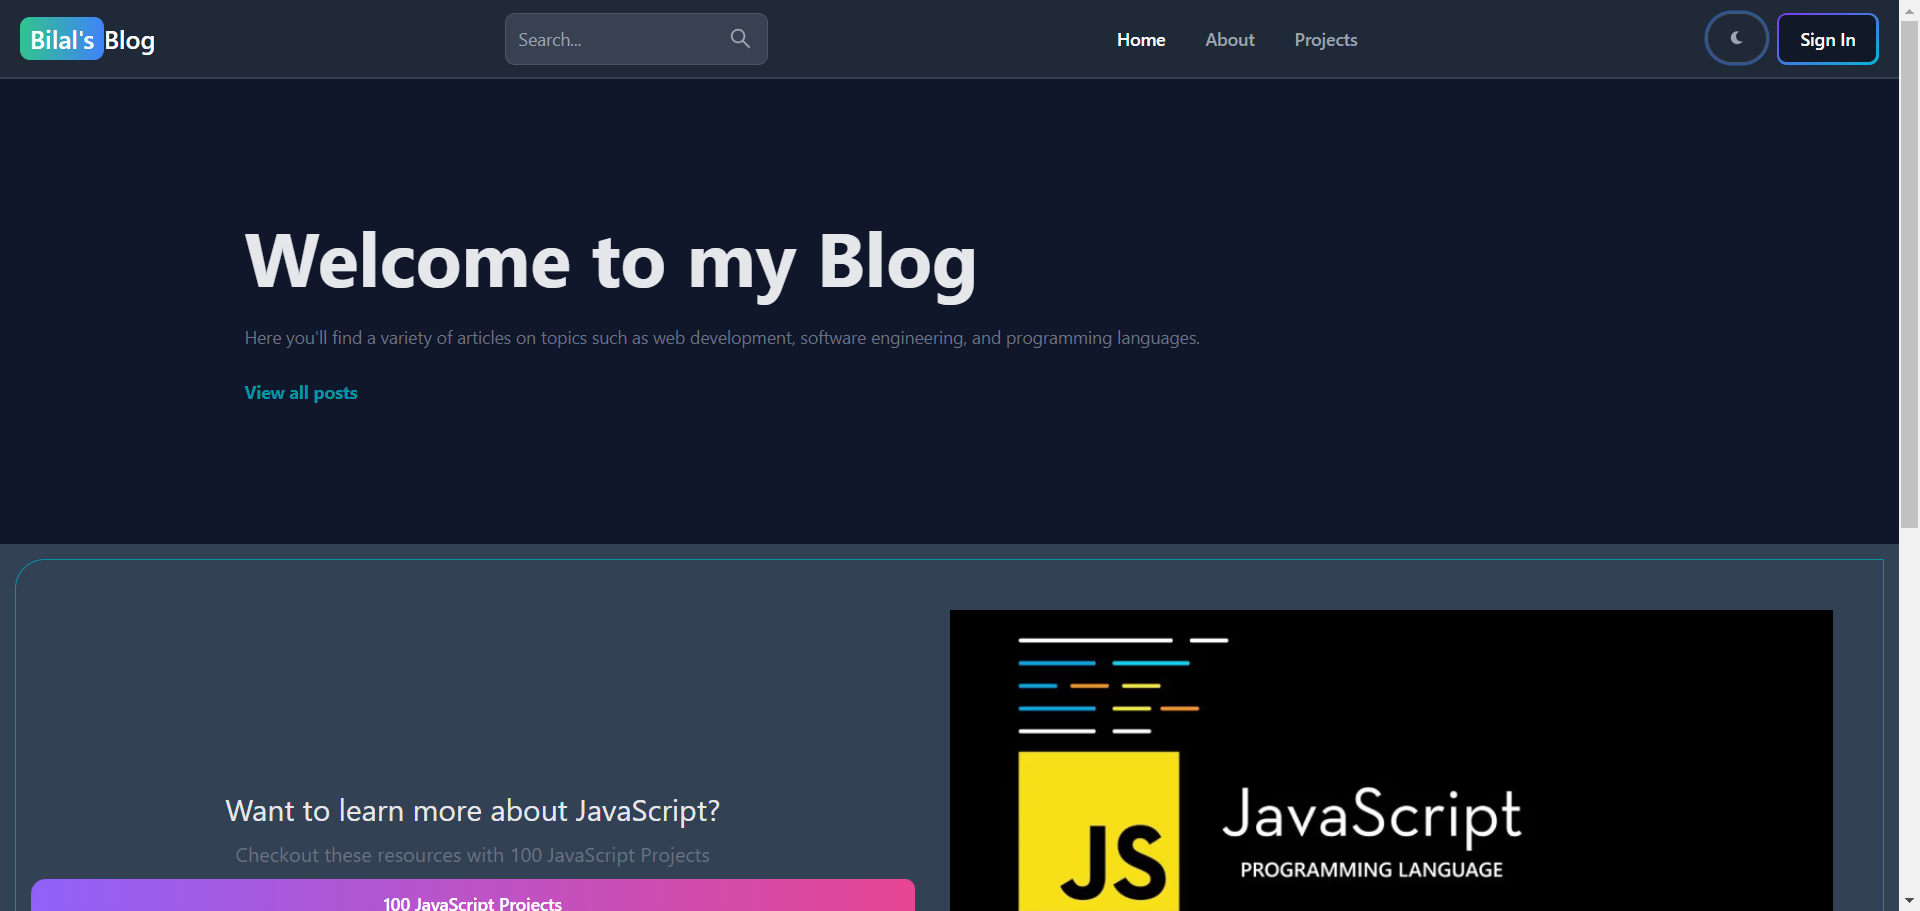 Bilal's Blog
Search...
Home
About
Projects
Sign In
Welcome to my Blog
Here you'll find a variety of articles on topics such as web development, software engineering, and programming languages.
View all posts
Want to learn more about JavaScript?
Checkout these resources with 100 JavaScript Projects
100 JavaScript Projects
JavaScript
PROGRAMMING LANGUAGE
JS